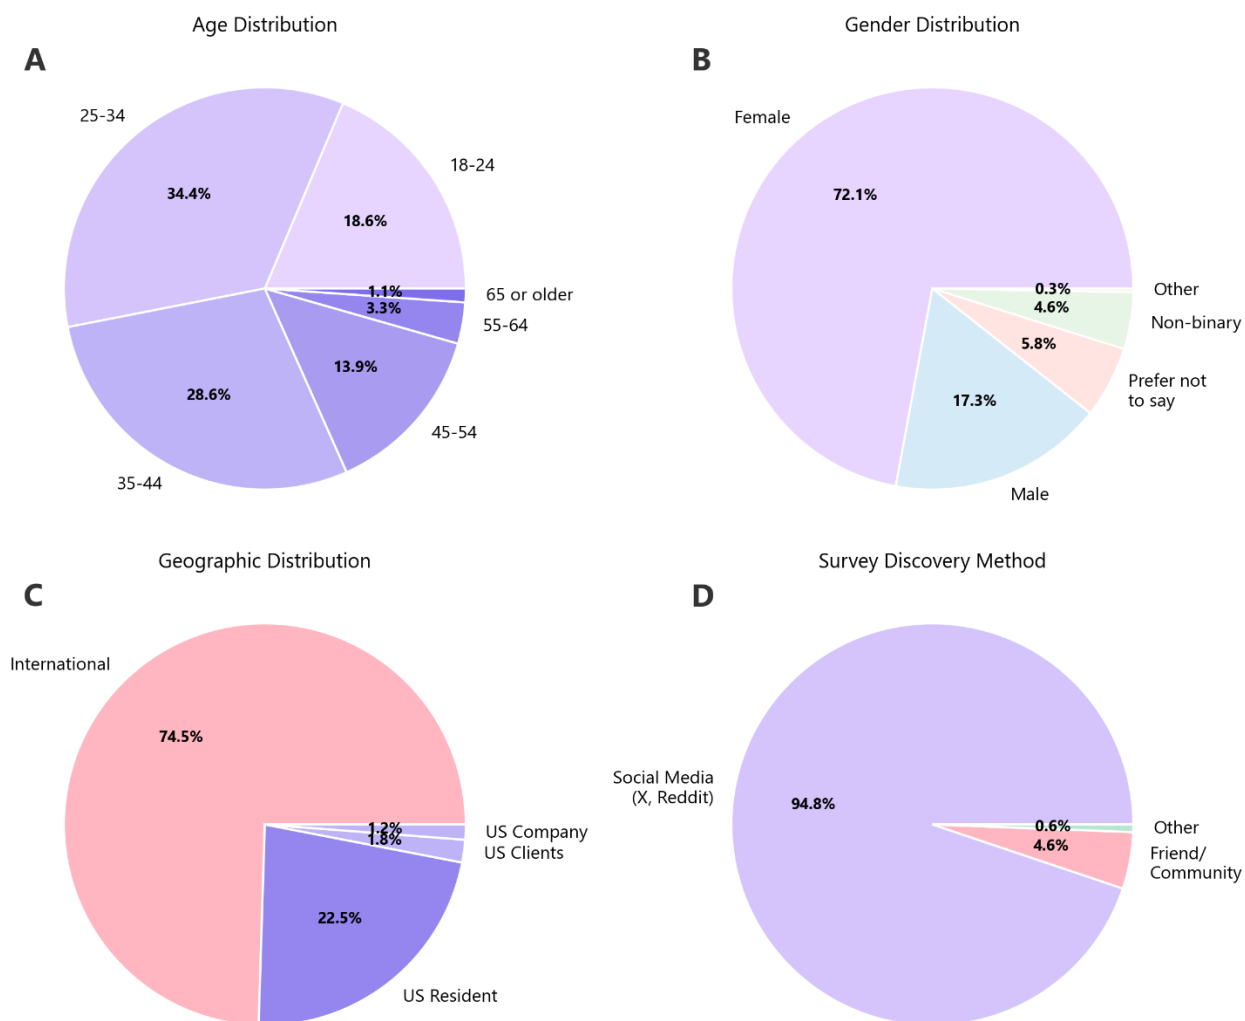 Age Distribution
A
25-34
18-24
34.4%
18.6%
1.1%
65 or older
3.3%
55-64
13.9%
28.6%
45-54
35-44
Gender Distribution
B
Female
72.1%
0.3%
Other
4.6%
Non-binary
5.8%
Prefer not
to say
17.3%
Male
Geographic Distribution
C
International
74.5%
1.2%
US Company
1.8%
US Clients
22.5%
US Resident
Survey Discovery Method
D
Social Media
(X, Reddit)
94.8%
0.6%
Other
4.6%
Friend/
Community